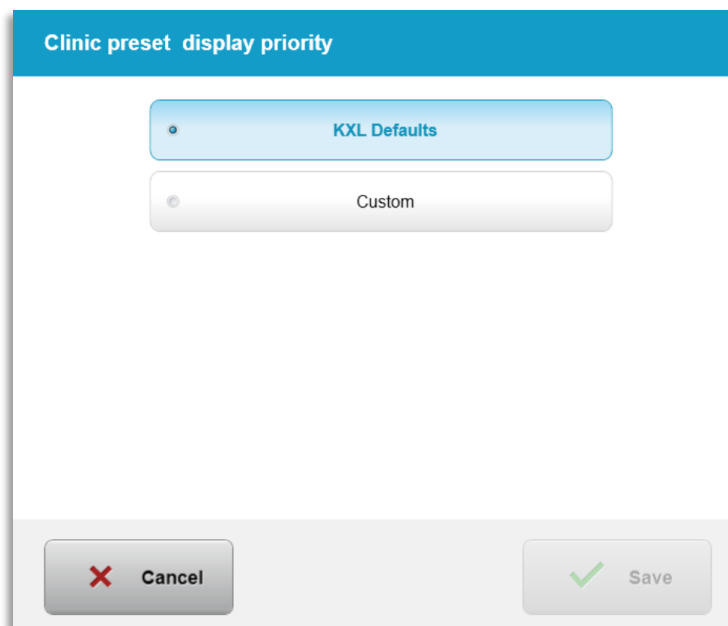 Clinic preset display priority
KXL Defaults
Custom
Cancel
Save